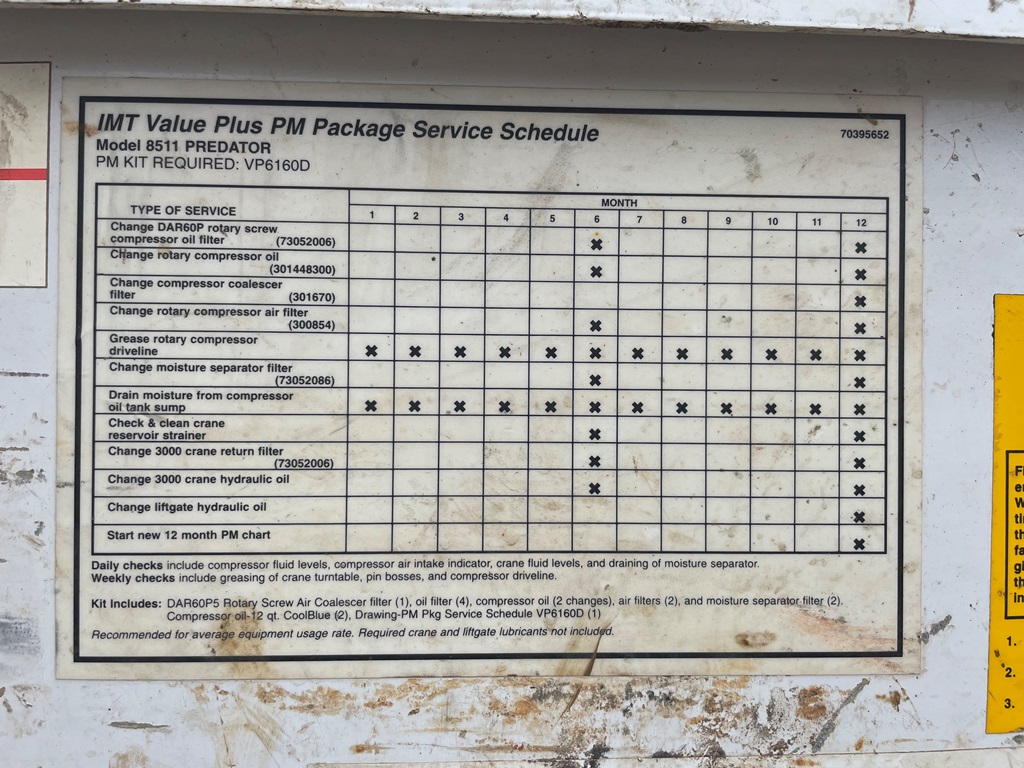 IMT Value Plus PM Package Service Schedule
70395652
Model 8511 PREDATOR
PM KIT REQUIRED: VP6160D
TYPE OF SERVICE
MONTH
1 2 3 4 5 6 7 8 9 10 11 12
Change DAR60P rotary screw
compressor oil filter (73052006) ✖ ✖
Change rotary compressor oil
(301448300) ✖ ✖
Change compressor coalescer
filter (301670) ✖
Change rotary compressor air filter
(300854) ✖ ✖
Grease rotary compressor
driveline ✖ ✖ ✖ ✖ ✖ ✖ ✖ ✖ ✖ ✖ ✖ ✖
Change moisture separator filter
(73052086) ✖ ✖
Drain moisture from compressor
oil tank sump ✖ ✖ ✖ ✖ ✖ ✖ ✖ ✖ ✖ ✖ ✖ ✖
Check & clean crane
reservoir strainer ✖ ✖
Change 3000 crane return filter
(73052006) ✖ ✖
Change 3000 crane hydraulic oil ✖ ✖
Change liftgate hydraulic oil ✖
Start new 12 month PM chart ✖
Daily checks include compressor fluid levels, compressor air intake indicator, crane fluid levels, and draining of moisture separator.
Weekly checks include greasing of crane turntable, pin bosses, and compressor driveline.
Kit Includes: DAR60P5 Rotary Screw Air Coalescer filter (1), oil filter (4), compressor oil (2 changes), air filters (2), and moisture separator filter (2).
Compressor oil-12 qt. CoolBlue (2), Drawing-PM Pkg Service Schedule VP6160D (1)
Recommended for average equipment usage rate. Required crane and liftgate lubricants not included.
1.
2.
3.